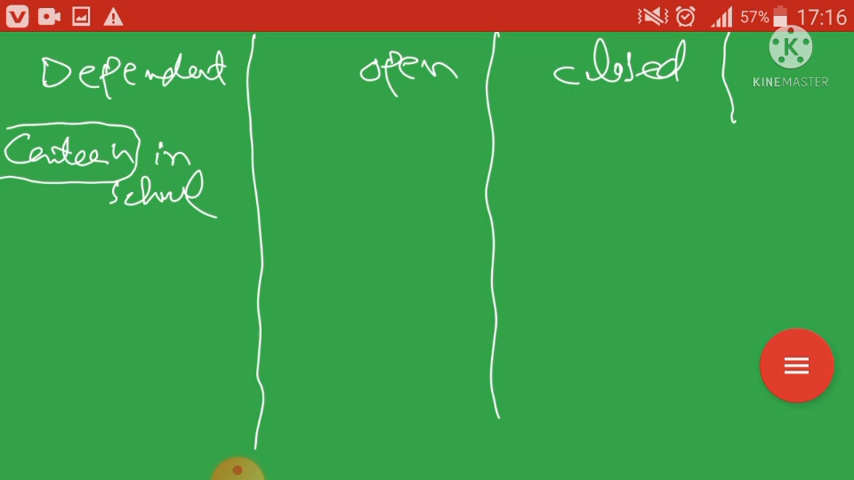 57% 17:16
K
KINEMASTER
Dependent open closed
Canteen in
school